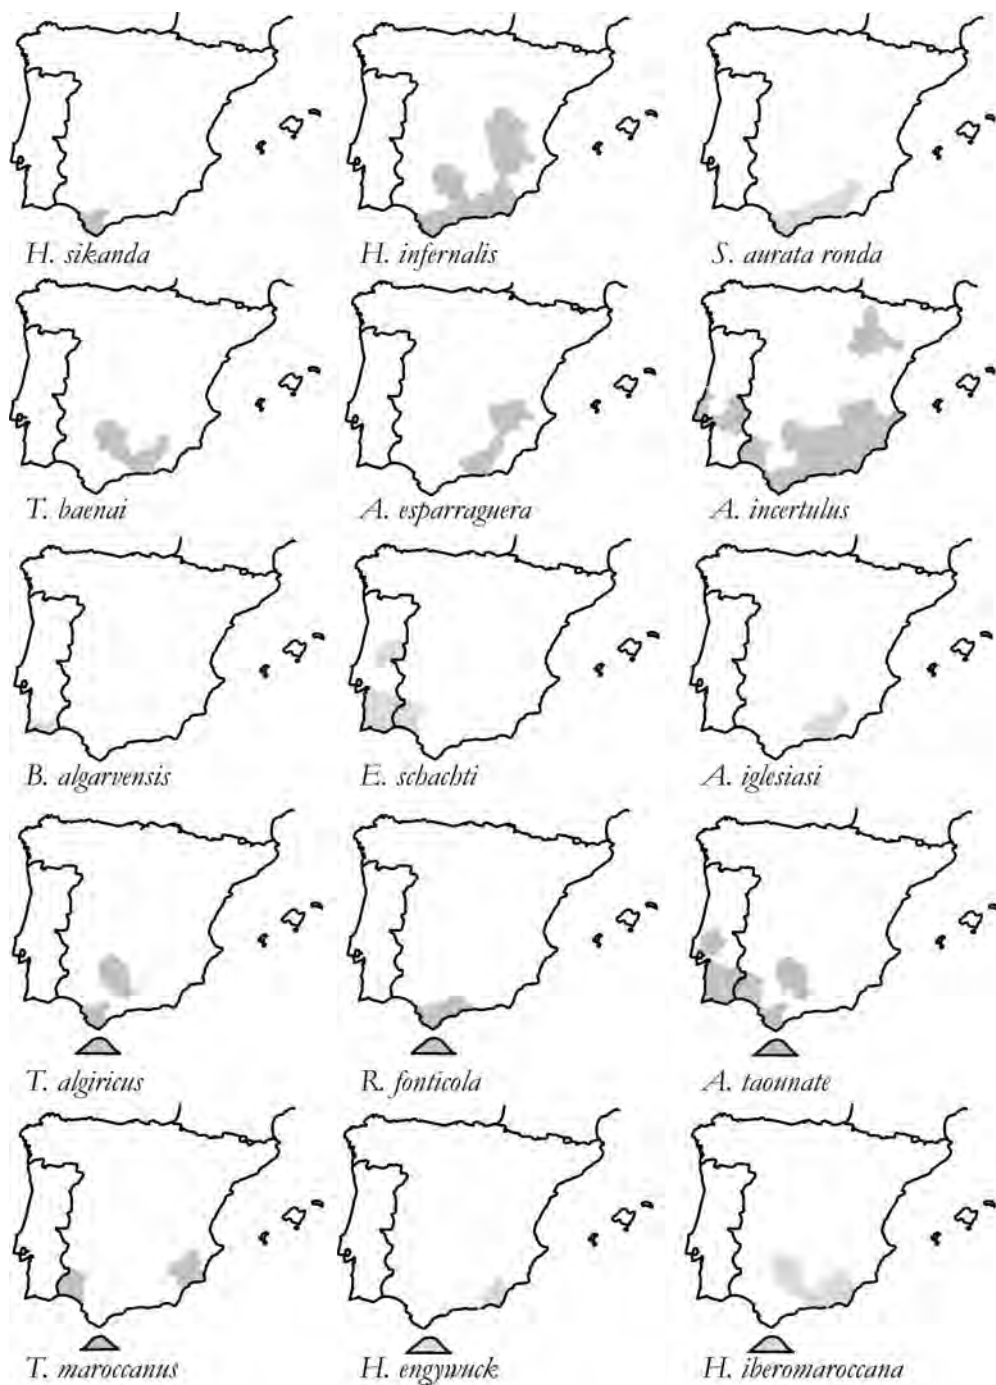 H. sikanda
H. infernalis
S. aurata ronda
T. baenai
A. esparraguera
A. incertulus
B. algarvensis
E. schachti
A. iglesiasi
T. algiricus
R. fonticola
A. taounate
T. maroccanus
H. engywuck
H. iberomaroccana